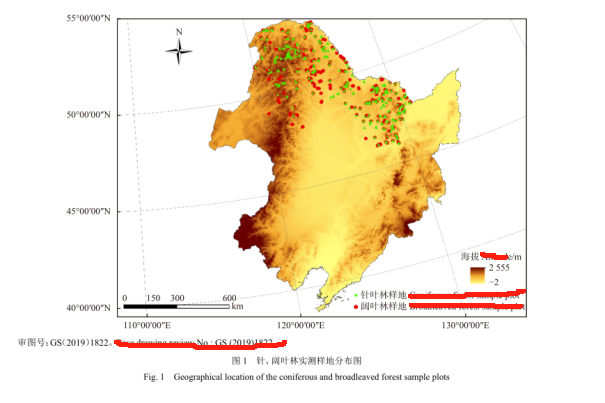 55°00′00″N
N
50°00′00″N
45°00′00″N
海拔 /m
2 555
−2
0 150 300 600
km
针叶林样地
阔叶林样地
40°00′00″N
110°00′00″E 120°00′00″E 130°00′00″E
审图号: GS(2019)1822。
图 1 针、阔叶林实测样地分布图
Fig. 1 Geographical location of the coniferous and broadleaved forest sample plots